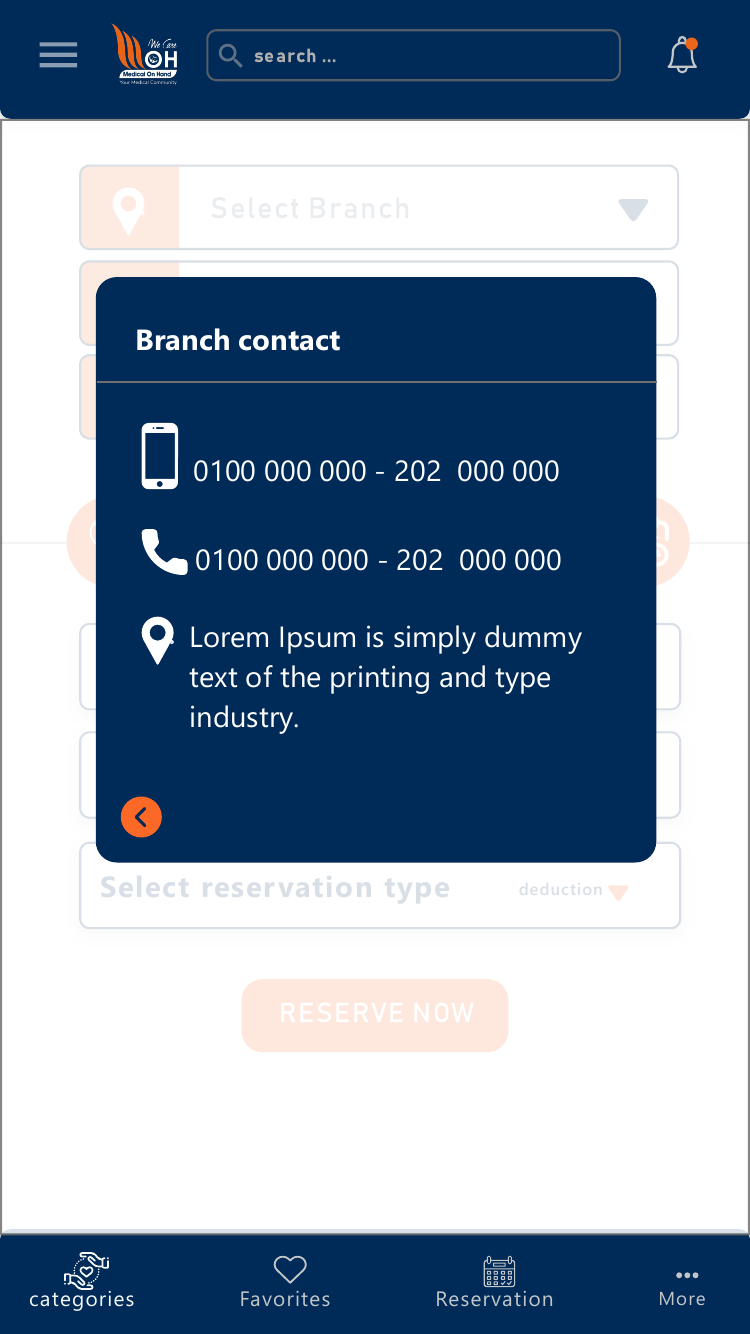 We Care
OH
Medical On Hand
Your Medical Community
search ...
Select Branch
Branch contact
0100 000 000 - 202  000 000
0100 000 000 - 202  000 000
Lorem Ipsum is simply dummy
text of the printing and type
industry.
Select reservation type deduction
RESERVE NOW
categories Favorites Reservation More